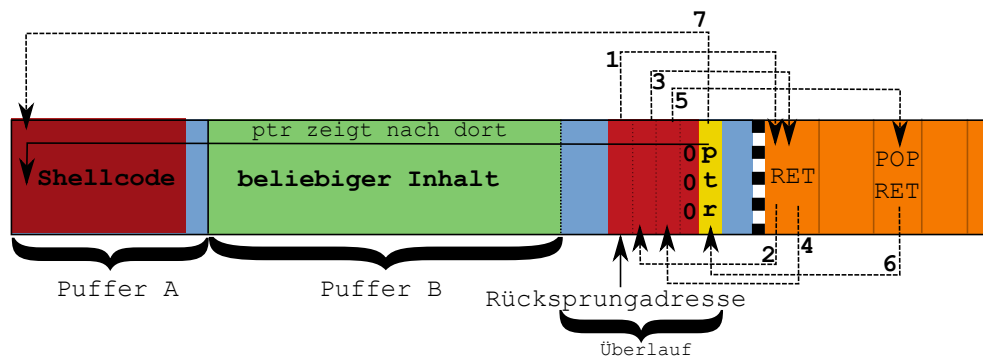 7
1
3
5
ptr zeigt nach dort
Shellcode
beliebiger Inhalt
0
0
0
ptr
RET
POP
RET
2
4
6
Puffer A
Puffer B
Rücksprungadresse
Überlauf